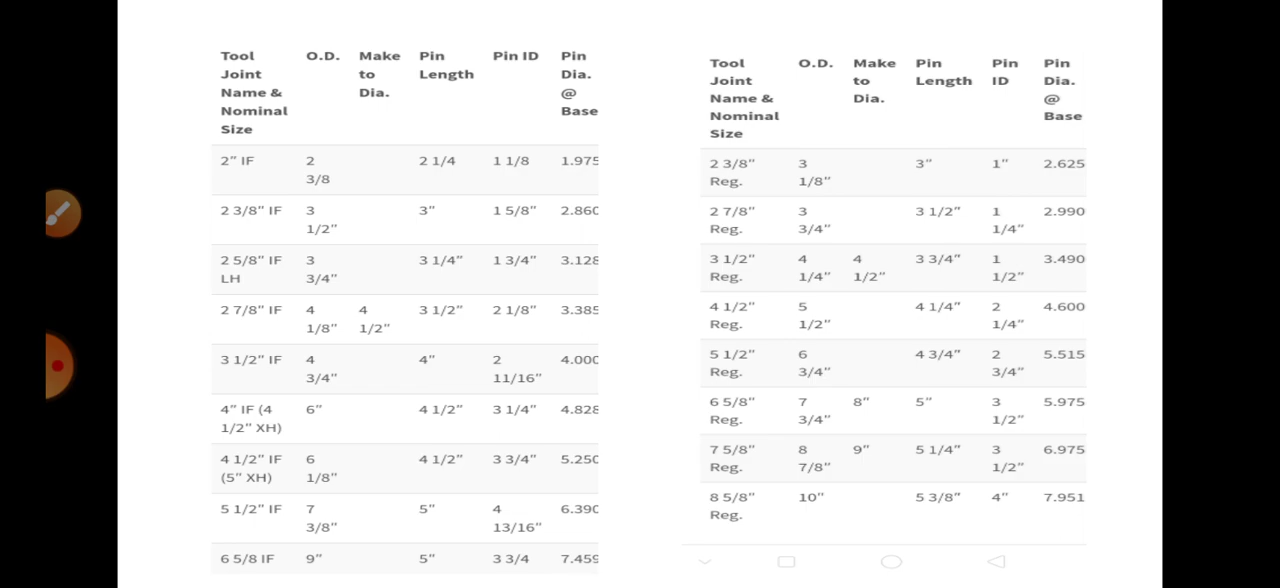 Tool Joint Name & Nominal Size O.D. Make to Dia. Pin Length Pin ID Pin Dia. @ Base
2" IF 2 3/8 2 1/4 1 1/8 1.975
2 3/8" IF 3 1/2" 3" 1 5/8" 2.860
2 5/8" IF LH 3 3/4" 3 1/4" 1 3/4" 3.128
2 7/8" IF 4 1/8" 4 1/2" 3 1/2" 2 1/8" 3.385
3 1/2" IF 4 3/4" 4" 2 11/16" 4.000
4" IF (4 1/2" XH) 6" 4 1/2" 3 1/4" 4.828
4 1/2" IF (5" XH) 6 1/8" 4 1/2" 3 3/4" 5.250
5 1/2" IF 7 3/8" 5" 4 13/16" 6.390
6 5/8 IF 9" 5" 3 3/4 7.459
Tool Joint Name & Nominal Size O.D. Make to Dia. Pin Length Pin ID Pin Dia. @ Base
2 3/8" Reg. 3 1/8" 3" 1" 2.625
2 7/8" Reg. 3 3/4" 3 1/2" 1 1/4" 2.990
3 1/2" Reg. 4 1/4" 4 1/2" 3 3/4" 1 1/2" 3.490
4 1/2" Reg. 5 1/2" 4 1/4" 2 1/4" 4.600
5 1/2" Reg. 6 3/4" 4 3/4" 2 3/4" 5.515
6 5/8" Reg. 7 3/4" 8" 5" 3 1/2" 5.975
7 5/8" Reg. 8 7/8" 9" 5 1/4" 3 1/2" 6.975
8 5/8" Reg. 10" 5 3/8" 4" 7.951